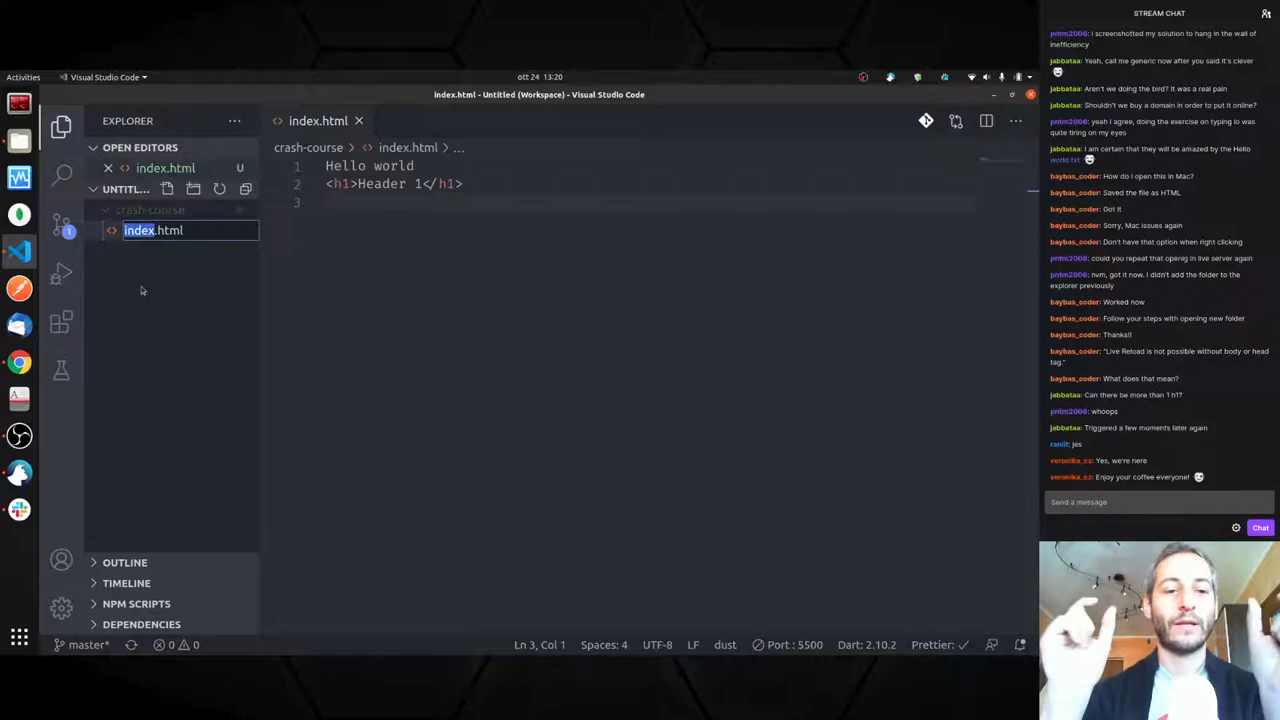 STREAM CHAT
pntm2006: I screenshotted my solution to hang in the wall of
inefficiency
jabbataa: Yeah, call me generic now after you said it's clever
jabbataa: Aren't we doing the bird? It was a real pain
jabbataa: Shouldn't we buy a domain in order to put it online?
pntm2006: yeah I agree, doing the exercise on typing io was
quite tiring on my eyes
jabbataa: I am certain that they will be amazed by the Hello
world.txt
baybas_coder: How do I open this in Mac?
baybas_coder: Saved the file as HTML
baybas_coder: Got it
baybas_coder: Sorry, Mac issues again
baybas_coder: Don't have that option when right clicking
pntm2006: could you repeat that openig in live server again
pntm2006: nvm, got it now. I didn't add the folder to the
explorer previously
baybas_coder: Worked now
baybas_coder: Follow your steps with opening new folder
baybas_coder: Thanks!!
baybas_coder: "Live Reload is not possible without body or head
tag."
baybas_coder: What does that mean?
jabbataa: Can there be more than 1 h1?
pntm2006: whoops
jabbataa: Triggered a few moments later again
raniit: jes
veronika_cz: Yes, we're here
veronika_cz: Enjoy your coffee everyone!
Send a message
Chat
Activities
Visual Studio Code
ott 24 13:20
index.html - Untitled (Workspace) - Visual Studio Code
EXPLORER
index.html
OPEN EDITORS
index.html U
UNTITL...
crash-course
index.html
crash-course > index.html > ...
1 Hello world
2 <h1>Header 1</h1>
3
1
OUTLINE
TIMELINE
NPM SCRIPTS
DEPENDENCIES
master*
0
0
Ln 3, Col 1
Spaces: 4
UTF-8
LF
dust
Port : 5500
Dart: 2.10.2
Prettier: ✓